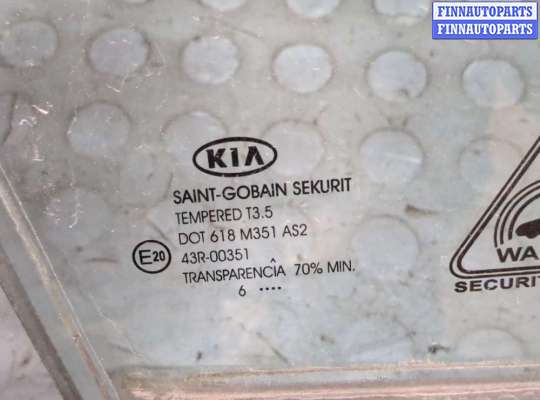 FINNAUTOPARTS
FINNAUTOPARTS
KIA
SAINT-GOBAIN SEKURIT
TEMPERED T3.5
DOT 618 M351 AS2
E20 43R-00351
TRANSPARENCÎA 70% MIN.
6 ....
WA
SECURIT